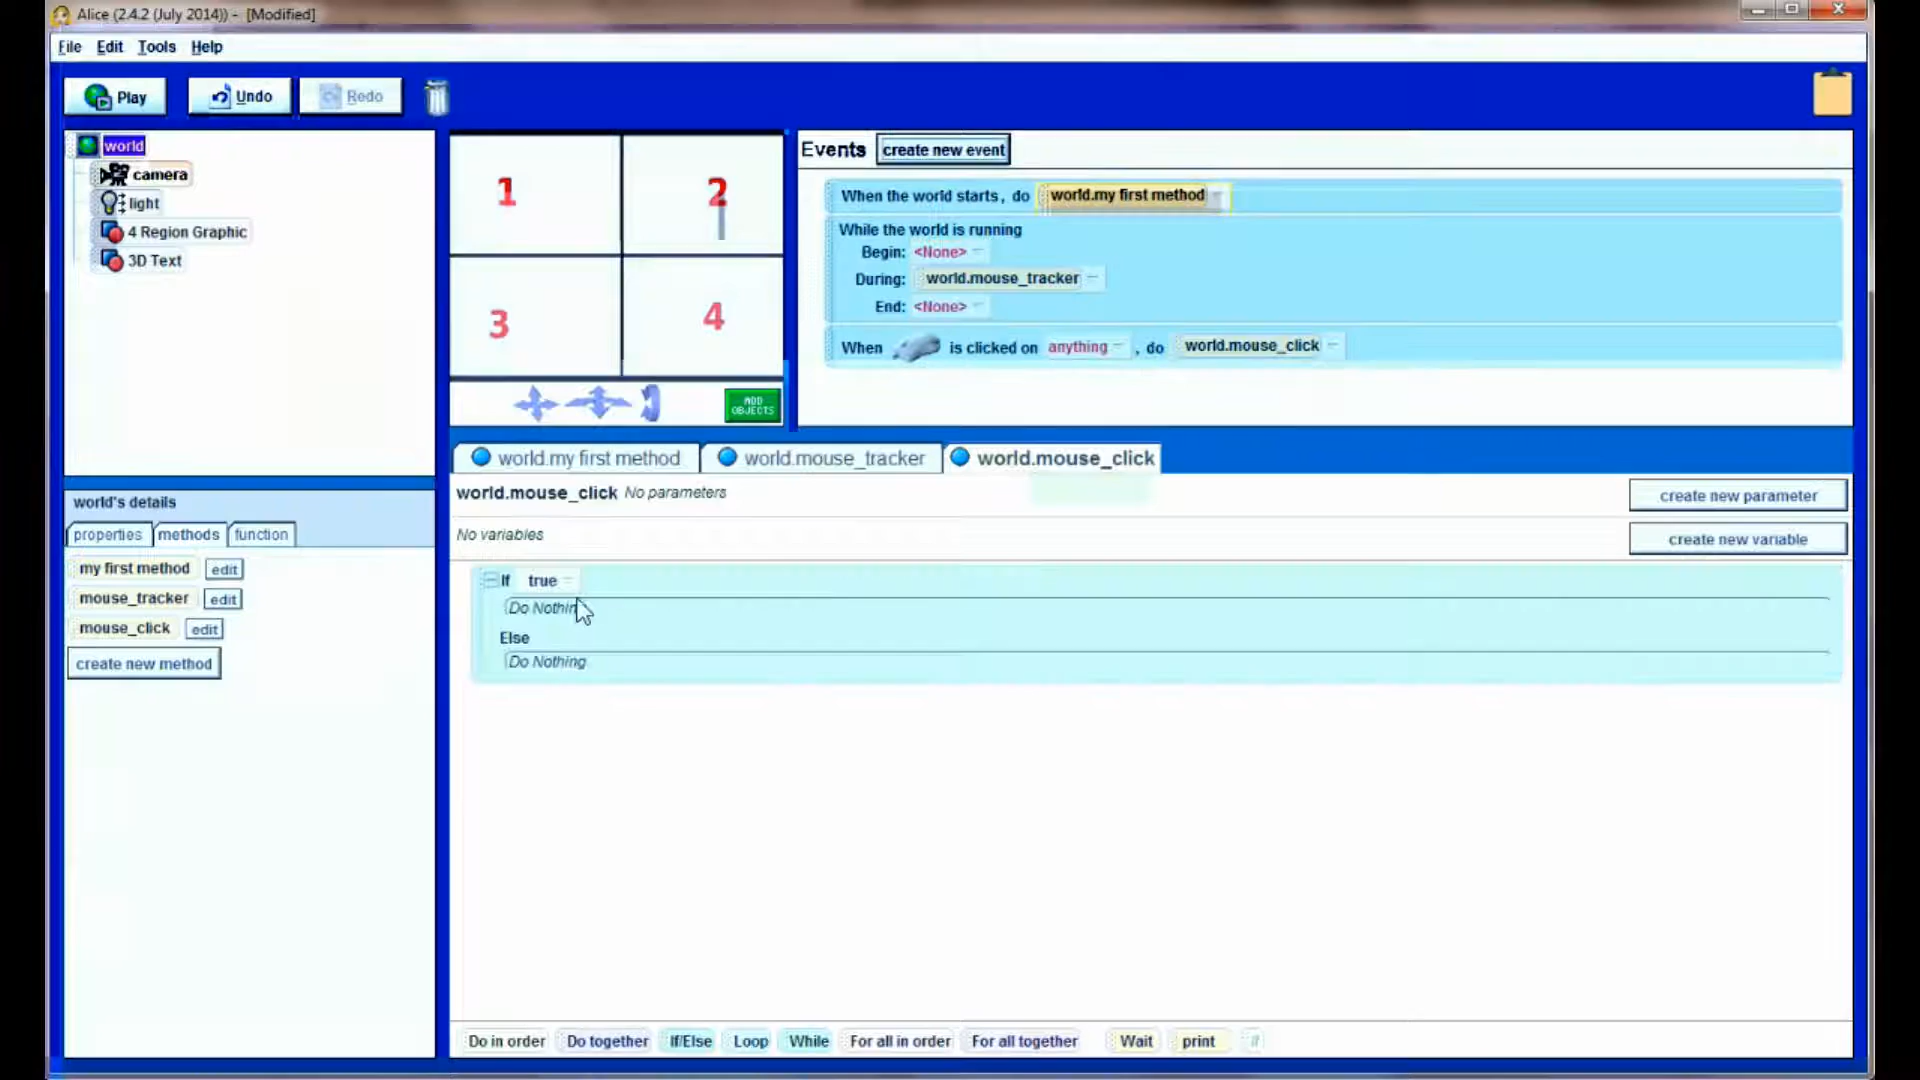 Alice (2.4.2 (July 2014)) - [Modified]
File Edit Tools Help
Play Undo Redo
world
camera
light
4 Region Graphic
3D Text
1 2
3 4
ADD OBJECTS
Events create new event
When the world starts, do world.my first method
While the world is running
Begin: <None>
During: world.mouse_tracker
End: <None>
When is clicked on anything , do world.mouse_click
world's details
properties methods function
my first method edit
mouse_tracker edit
mouse_click edit
create new method
world.my first method world.mouse_tracker world.mouse_click
world.mouse_click No parameters create new parameter
No variables create new variable
If true
Do Nothin
Else
Do Nothing
Do in order Do together If/Else Loop While For all in order For all together Wait print //